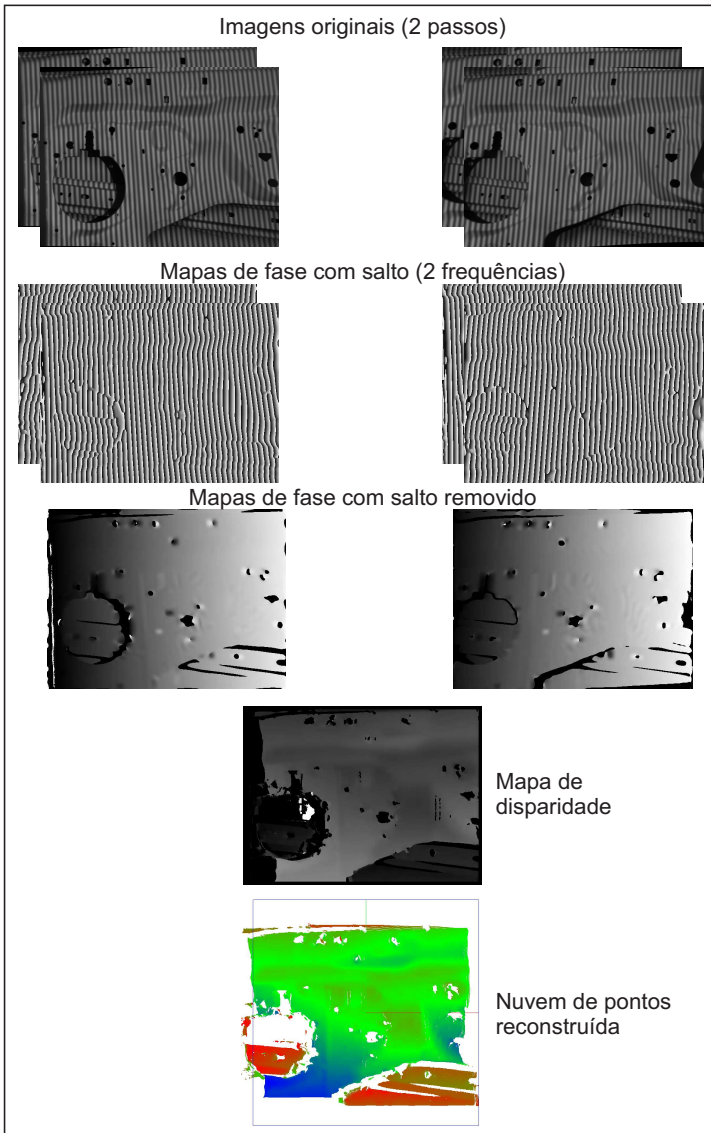 Imagens originais (2 passos)
Mapas de fase com salto (2 frequências)
Mapas de fase com salto removido
Mapa de
disparidade
Nuvem de pontos
reconstruída